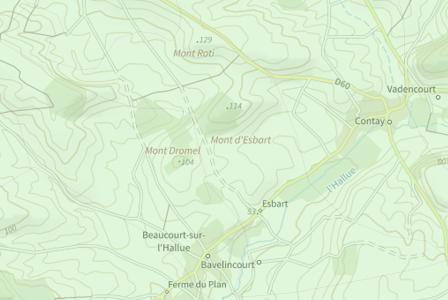 129
Mont Roti
D60
Vadencourt
114
Contay
Mont d'Esbart
Mont Dromel
104
l'Hallue
Esbart
53
100
Beaucourt-sur-
l'Hallue
Bavelincourt
Ferme du Plan